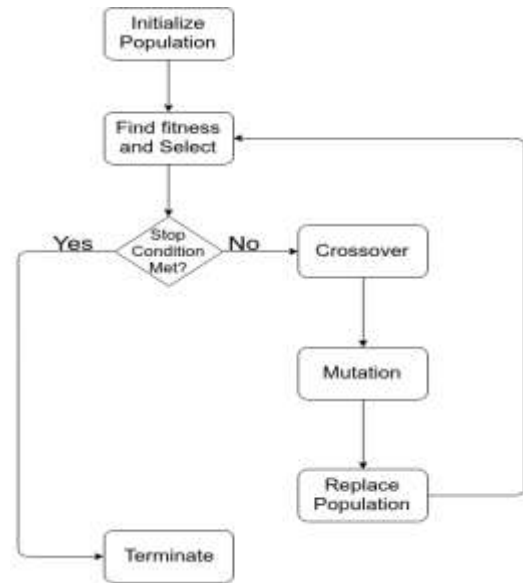 Initialize
Population
Find fitness
and Select
Yes
Stop
Condition
Met?
No
Crossover
Mutation
Replace
Population
Terminate